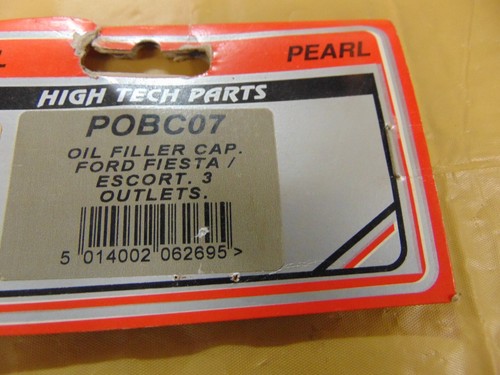 PEARL
HIGH TECH PARTS
POBC07
OIL FILLER CAP.
FORD FIESTA /
ESCORT. 3
OUTLETS.
5 014002 062695 >